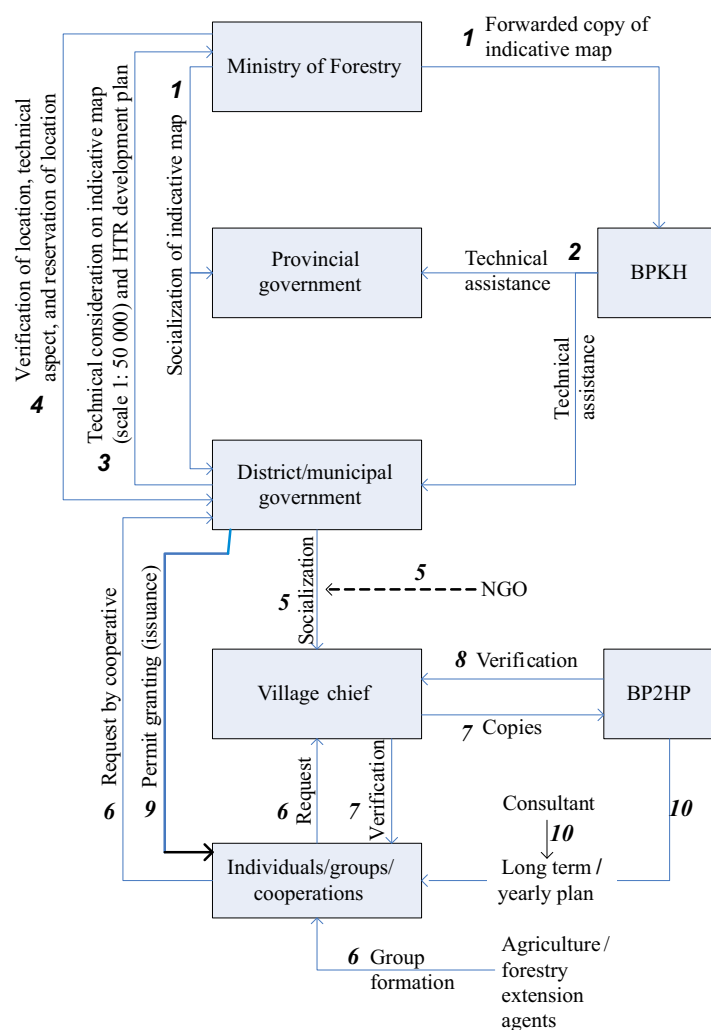 Ministry of Forestry
1
Forwarded copy of
indicative map
Verification of location, technical
aspect, and reservation of location
4
Technical consideration on indicative map
(scale 1: 50 000) and HTR development plan
3
1
Socialization of indicative map
Provincial
government
Technical
assistance
2
BPKH
Technical
assistance
District/municipal
government
Socialization
5
5
NGO
Request by cooperative
6
Permit granting (issuance)
9
Village chief
8 Verification
7 Copies
BP2HP
Request
6
Verification
7
Consultant
10
10
Individuals/groups/
cooperations
Long term /
yearly plan
6 Group
formation
Agriculture /
forestry
extension
agents